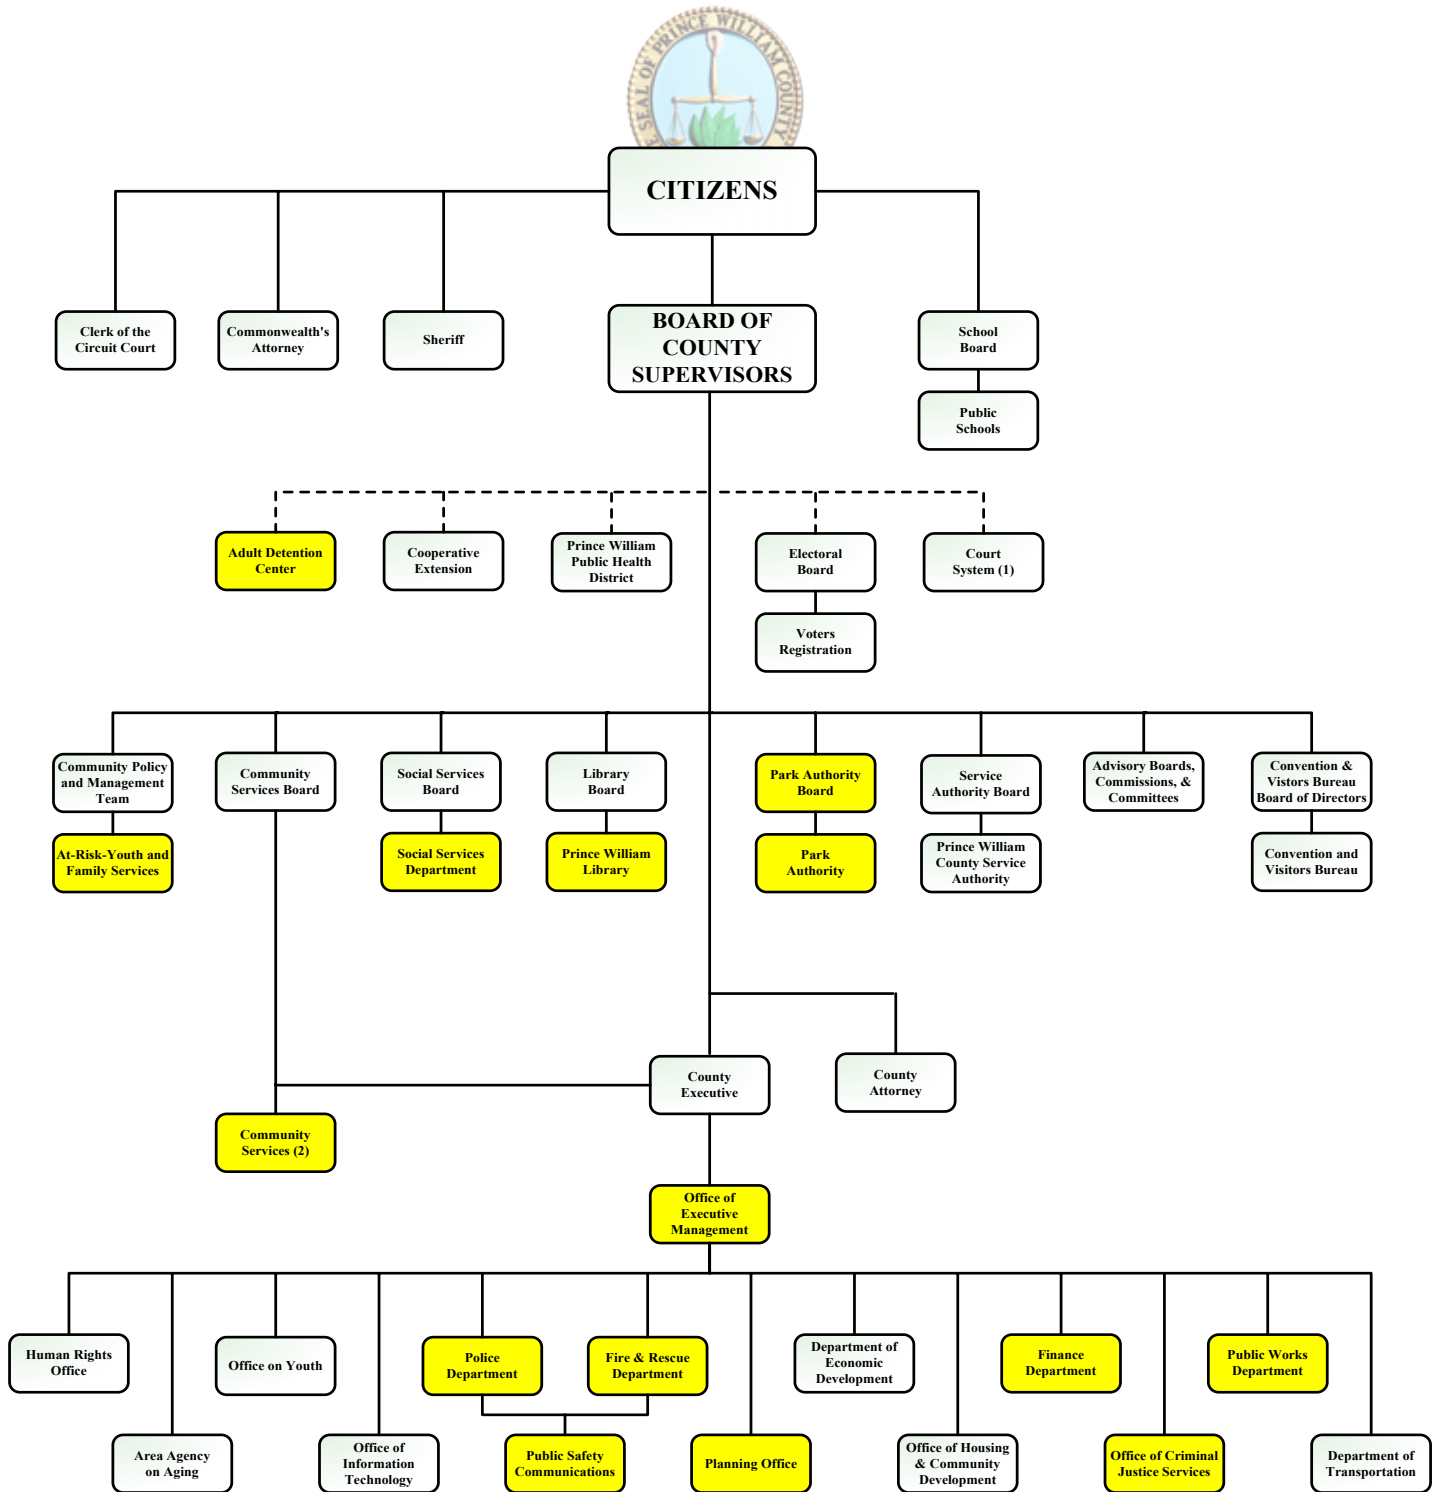 SEAL OF PRINCE WILLIAM COUNTY
CITIZENS
Clerk of the
Circuit Court
Commonwealth's
Attorney
Sheriff
BOARD OF
COUNTY
SUPERVISORS
School
Board
Public
Schools
Adult Detention
Center
Cooperative
Extension
Prince William
Public Health
District
Electoral
Board
Court
System (1)
Voters
Registration
Community Policy
and Management
Team
Community
Services Board
Social Services
Board
Library
Board
Park Authority
Board
Service
Authority Board
Advisory Boards,
Commissions, &
Committees
Convention &
Vistors Bureau
Board of Directors
At-Risk-Youth and
Family Services
Social Services
Department
Prince William
Library
Park
Authority
Prince William
County Service
Authority
Convention and
Visitors Bureau
County
Executive
County
Attorney
Community
Services (2)
Office of
Executive
Management
Human Rights
Office
Office on Youth
Police
Department
Fire & Rescue
Department
Department of
Economic
Development
Finance
Department
Public Works
Department
Area Agency
on Aging
Office of
Information
Technology
Public Safety
Communications
Planning Office
Office of Housing
& Community
Development
Office of Criminal
Justice Services
Department of
Transportation